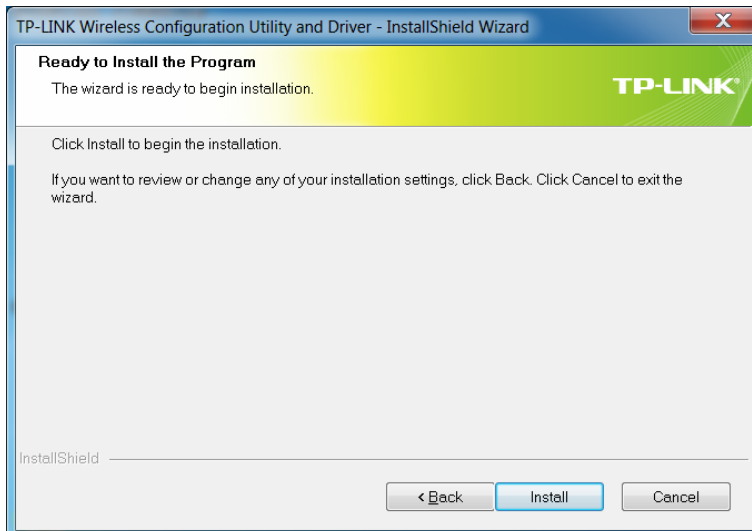 TP-LINK Wireless Configuration Utility and Driver - InstallShield Wizard
X
Ready to Install the Program
The wizard is ready to begin installation.
TP-LINK®
Click Install to begin the installation.
If you want to review or change any of your installation settings, click Back. Click Cancel to exit the
wizard.
InstallShield
< Back
Install
Cancel